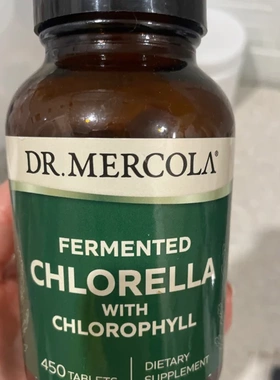 DR. MERCOLA®
FERMENTED
CHLORELLA
WITH
CHLOROPHYLL
450 TABLETS
DIETARY
SUPPLEMENT